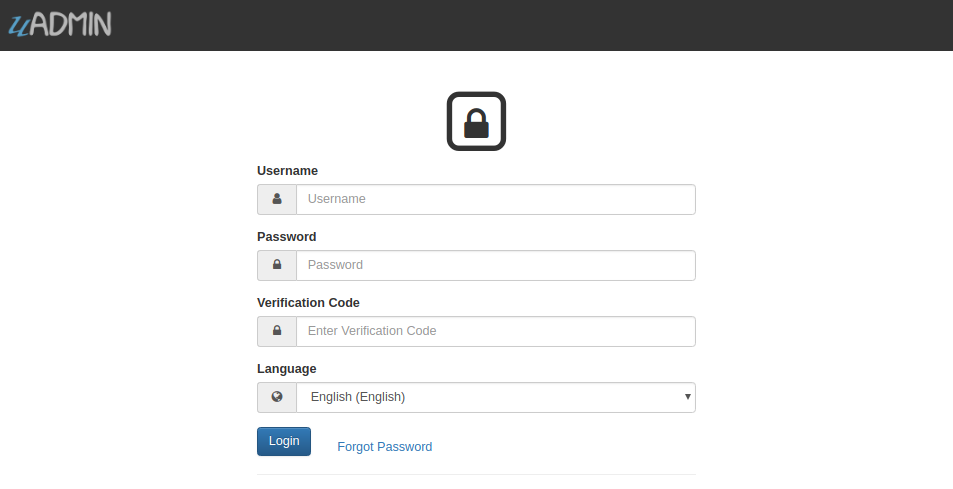 uADMIN
Username
Username
Password
Password
Verification Code
Enter Verification Code
Language
English (English)
Login
Forgot Password